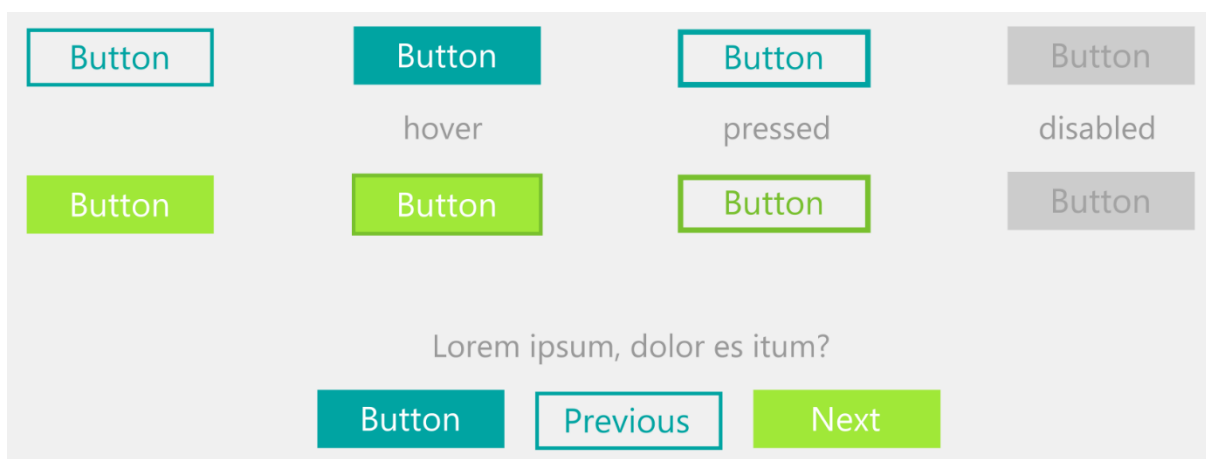 Button Button Button Button
hover pressed disabled
Button Button Button Button
Lorem ipsum, dolor es itum?
Button Previous Next